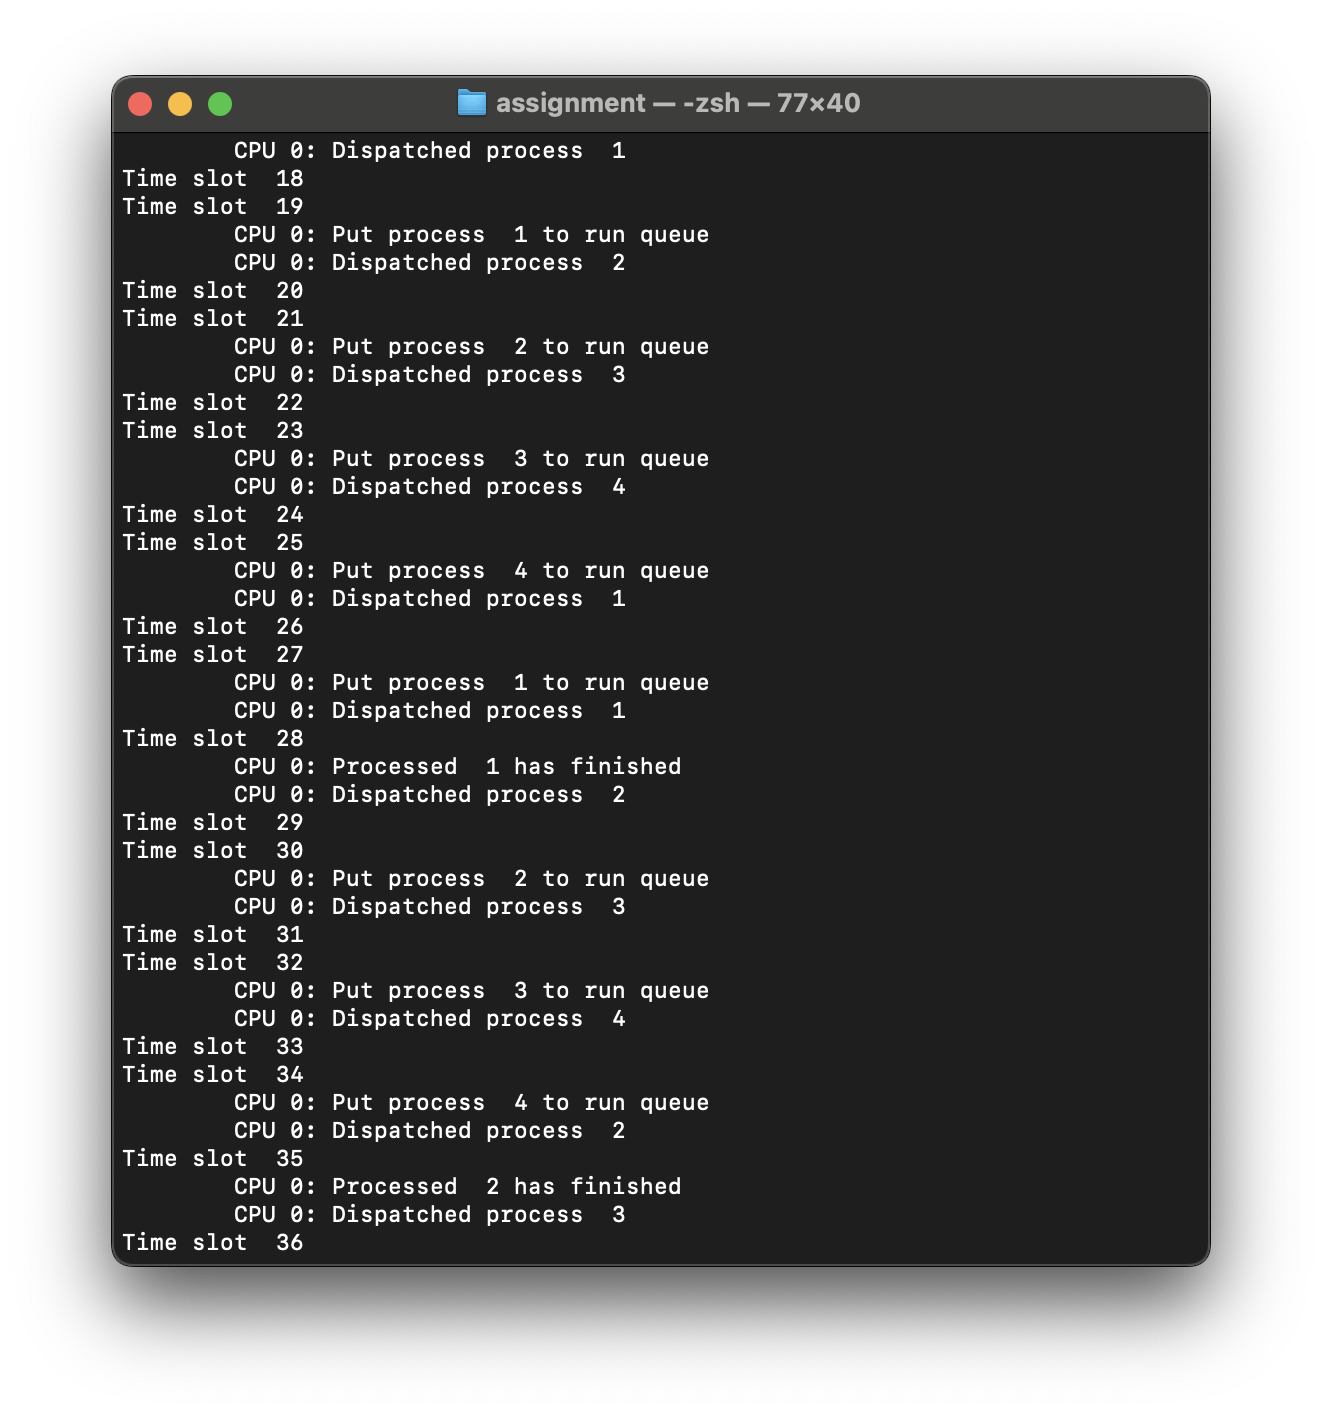 assignment — -zsh — 77×40
        CPU 0: Dispatched process  1
Time slot  18
Time slot  19
        CPU 0: Put process  1 to run queue
        CPU 0: Dispatched process  2
Time slot  20
Time slot  21
        CPU 0: Put process  2 to run queue
        CPU 0: Dispatched process  3
Time slot  22
Time slot  23
        CPU 0: Put process  3 to run queue
        CPU 0: Dispatched process  4
Time slot  24
Time slot  25
        CPU 0: Put process  4 to run queue
        CPU 0: Dispatched process  1
Time slot  26
Time slot  27
        CPU 0: Put process  1 to run queue
        CPU 0: Dispatched process  1
Time slot  28
        CPU 0: Processed  1 has finished
        CPU 0: Dispatched process  2
Time slot  29
Time slot  30
        CPU 0: Put process  2 to run queue
        CPU 0: Dispatched process  3
Time slot  31
Time slot  32
        CPU 0: Put process  3 to run queue
        CPU 0: Dispatched process  4
Time slot  33
Time slot  34
        CPU 0: Put process  4 to run queue
        CPU 0: Dispatched process  2
Time slot  35
        CPU 0: Processed  2 has finished
        CPU 0: Dispatched process  3
Time slot  36